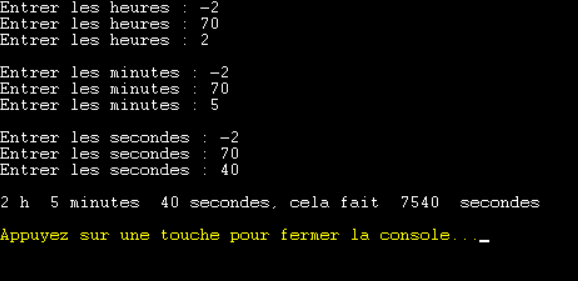 Entrer les heures : -2
Entrer les heures : 70
Entrer les heures : 2
Entrer les minutes : -2
Entrer les minutes : 70
Entrer les minutes : 5
Entrer les secondes : -2
Entrer les secondes : 70
Entrer les secondes : 40
2 h  5 minutes  40 secondes, cela fait  7540  secondes
Appuyez sur une touche pour fermer la console..._